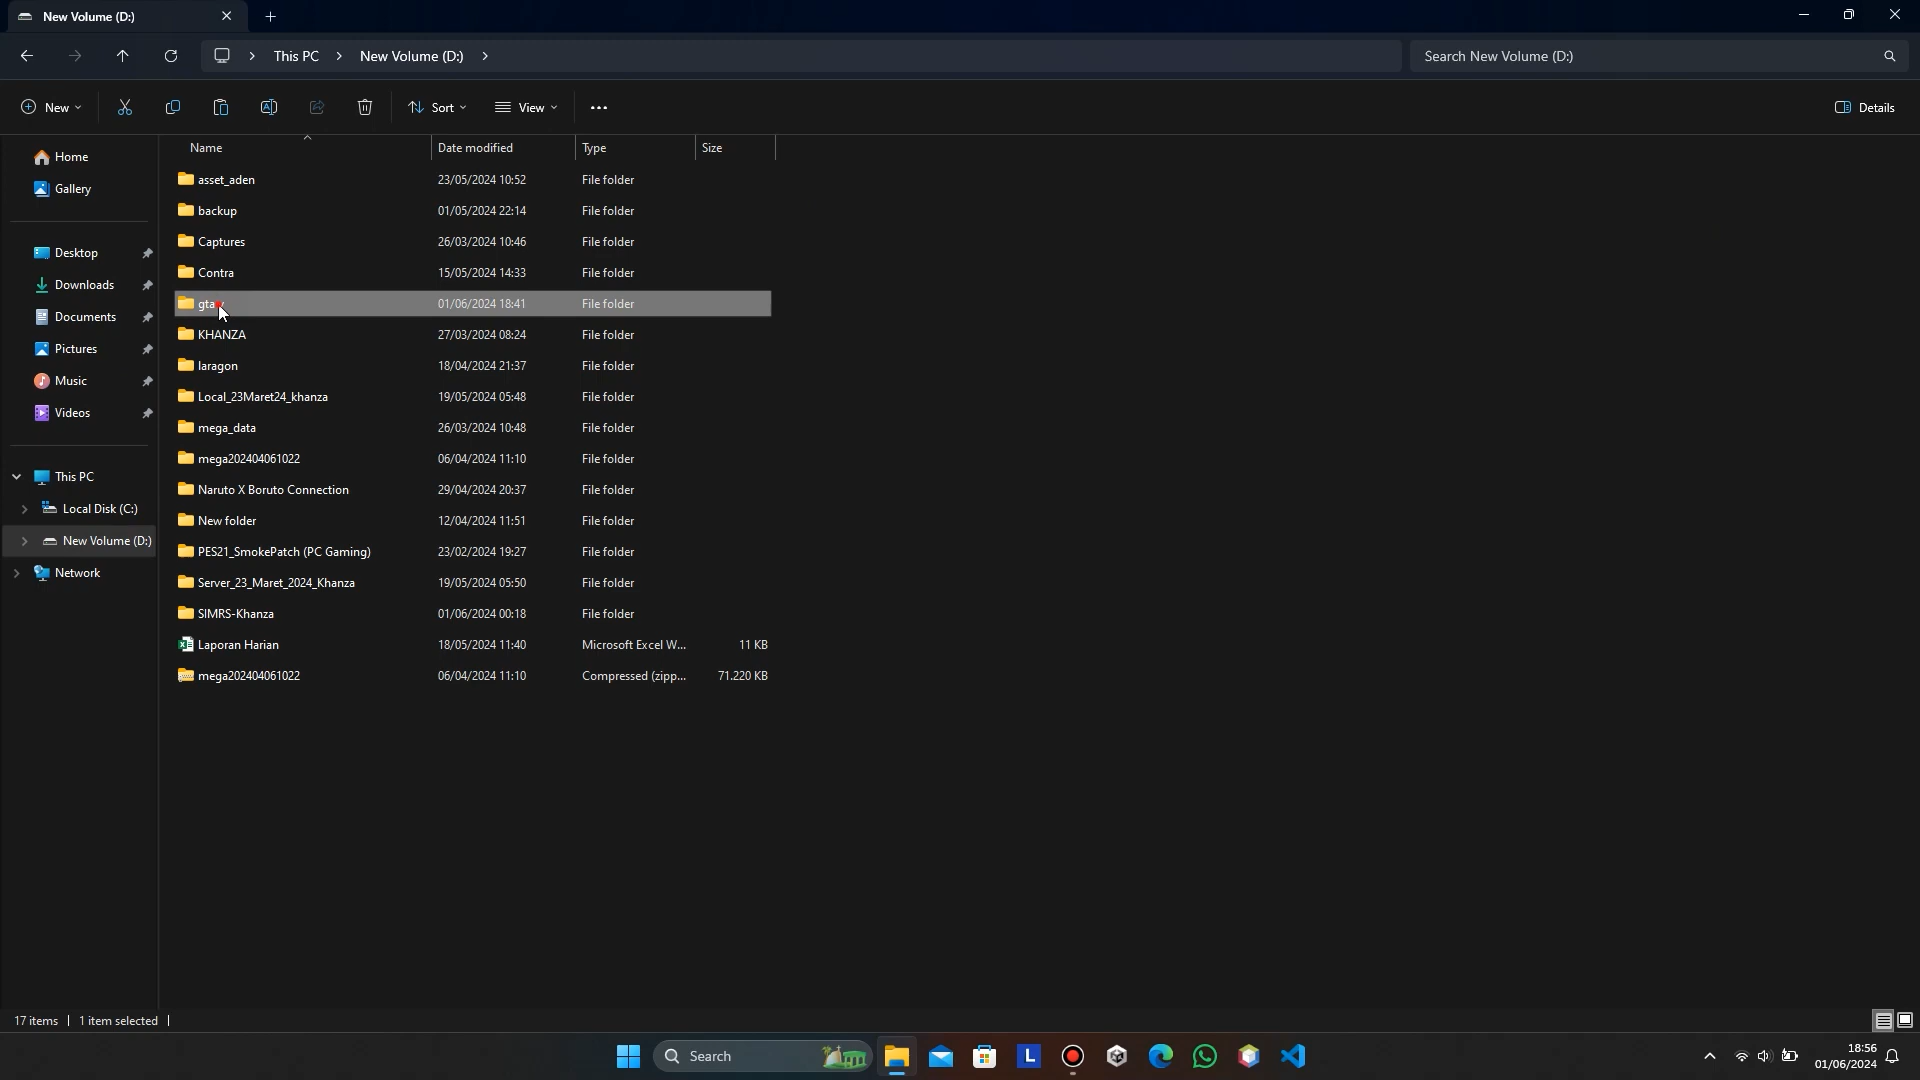 New Volume (D:)
This PC > New Volume (D:) >
Search New Volume (D:)
New
Sort
View
Details
Name Date modified Type Size
Home
Gallery
Desktop
Downloads
Documents
Pictures
Music
Videos
This PC
Local Disk (C:)
New Volume (D:)
Network
asset_aden 23/05/2024 10:52 File folder
backup 01/05/2024 22:14 File folder
Captures 26/03/2024 10:46 File folder
Contra 15/05/2024 14:33 File folder
01/06/2024 18:41 File folder
KHANZA 27/03/2024 08:24 File folder
laragon 18/04/2024 21:37 File folder
Local_23Maret24_khanza 19/05/2024 05:48 File folder
mega_data 26/03/2024 10:48 File folder
mega202404061022 06/04/2024 11:10 File folder
Naruto X Boruto Connection 29/04/2024 20:37 File folder
New folder 12/04/2024 11:51 File folder
PES21_SmokePatch (PC Gaming) 23/02/2024 19:27 File folder
Server_23_Maret_2024_Khanza 19/05/2024 05:50 File folder
SIMRS-Khanza 01/06/2024 00:18 File folder
Laporan Harian 18/05/2024 11:40 Microsoft Excel W... 11 KB
mega202404061022 06/04/2024 11:10 Compressed (zipp... 71.220 KB
17 items 1 item selected
Search
L
18:56
01/06/2024